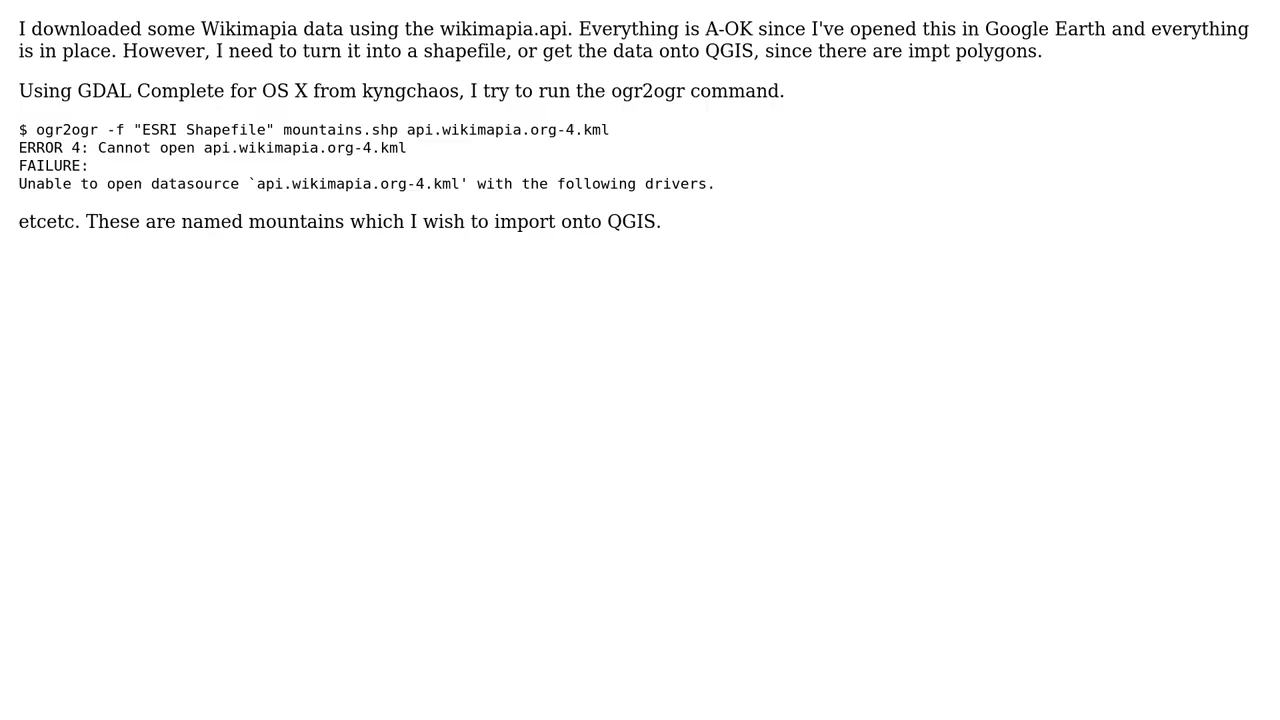 I downloaded some Wikimapia data using the wikimapia.api. Everything is A-OK since I've opened this in Google Earth and everything
is in place. However, I need to turn it into a shapefile, or get the data onto QGIS, since there are impt polygons.
Using GDAL Complete for OS X from kyngchaos, I try to run the ogr2ogr command.
$ ogr2ogr -f "ESRI Shapefile" mountains.shp api.wikimapia.org-4.kml
ERROR 4: Cannot open api.wikimapia.org-4.kml
FAILURE:
Unable to open datasource `api.wikimapia.org-4.kml' with the following drivers.
etcetc. These are named mountains which I wish to import onto QGIS.